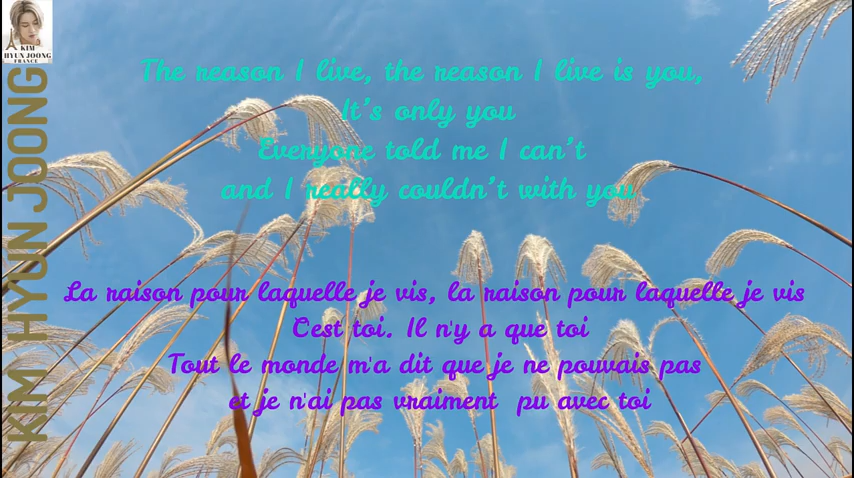 KIM
HYUN JOONG
FRANCE
KIM HYUN JOONG
The reason I live, the reason I live is you,
It's only you
Everyone told me I can't
and I really couldn't with you
La raison pour laquelle je vis, la raison pour laquelle je vis
C'est toi. Il n'y a que toi
Tout le monde m'a dit que je ne pouvais pas
et je n'ai pas vraiment pu avec toi